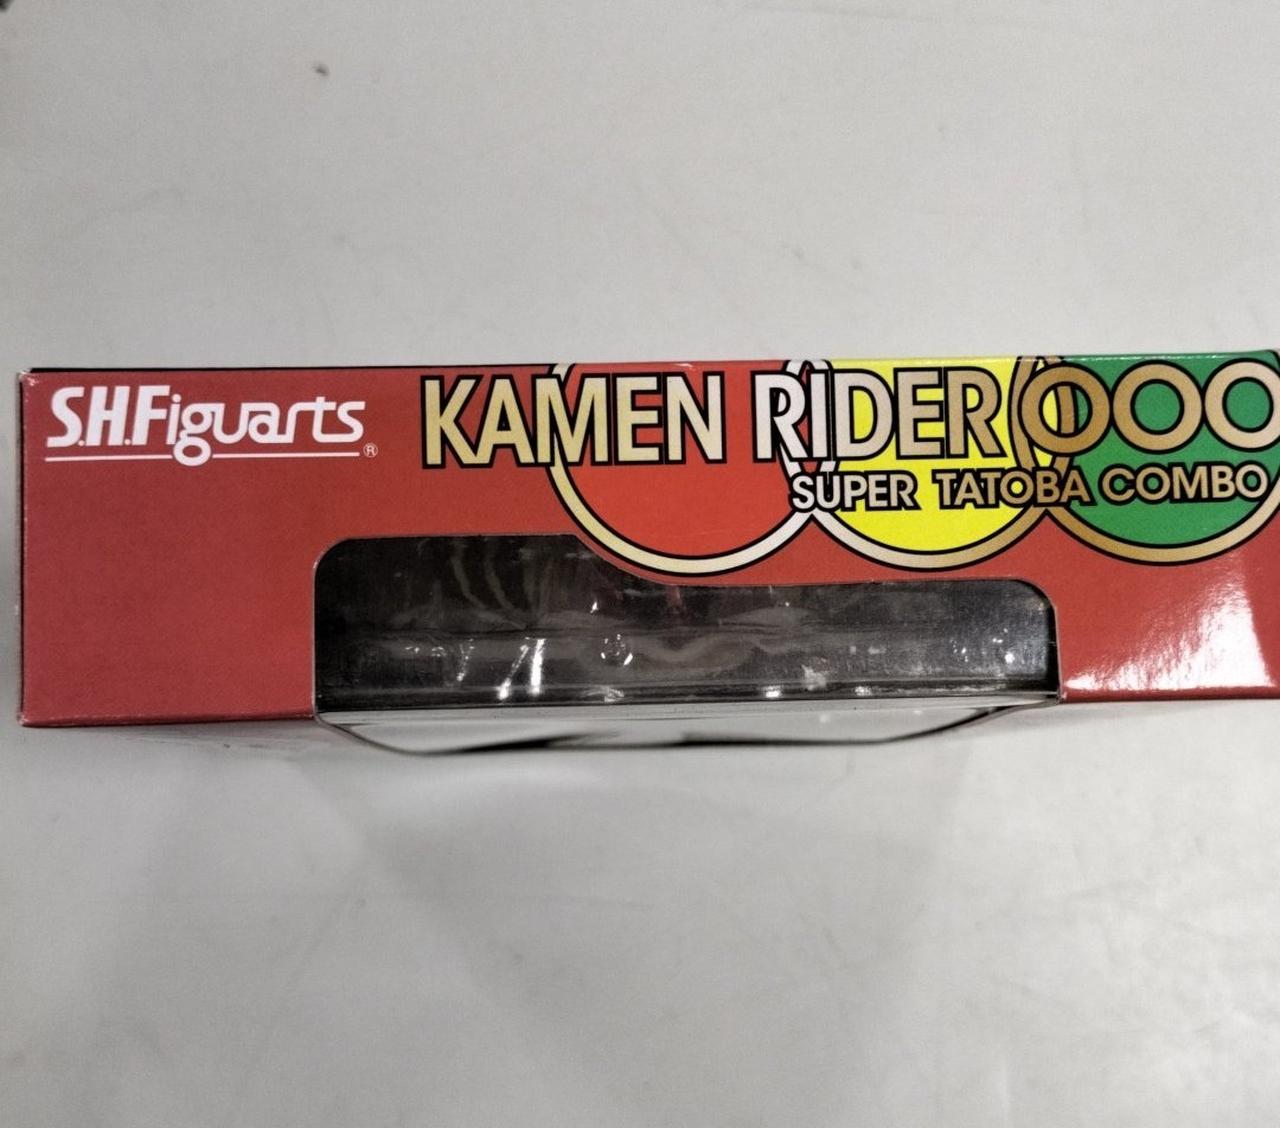 S.H.Figuarts®
KAMEN RIDER OOO
SUPER TATOBA COMBO